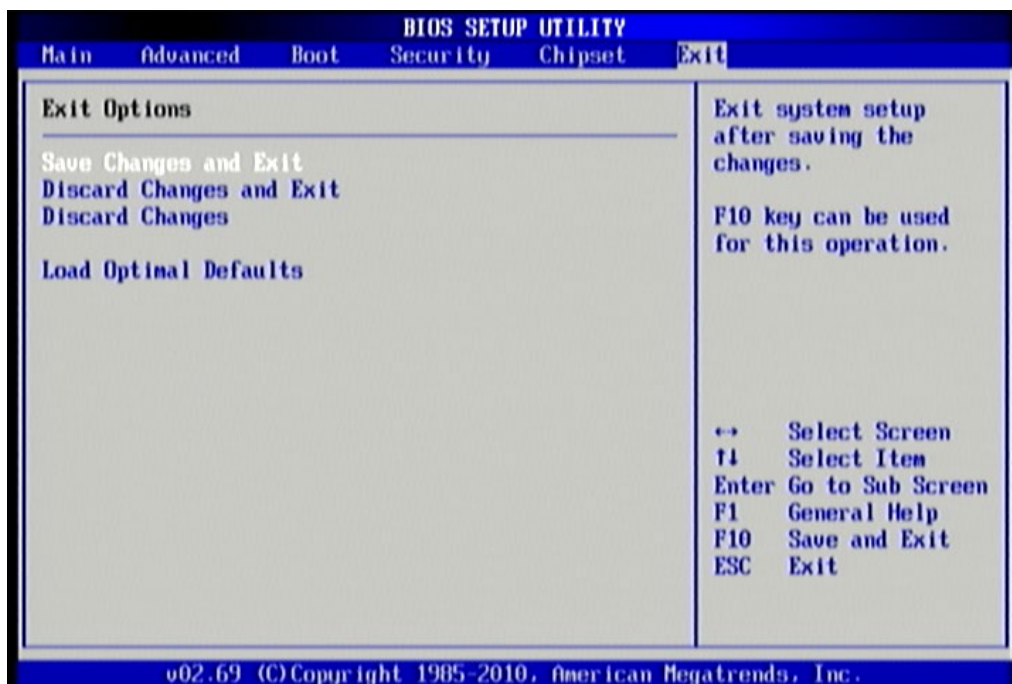 BIOS SETUP UTILITY
Main Advanced Boot Security Chipset Exit
Exit Options
Save Changes and Exit
Discard Changes and Exit
Discard Changes
Load Optimal Defaults
Exit system setup
after saving the
changes.
F10 key can be used
for this operation.
↔ Select Screen
↑↓ Select Item
Enter Go to Sub Screen
F1 General Help
F10 Save and Exit
ESC Exit
v02.69 (C)Copyright 1985-2010, American Megatrends, Inc.